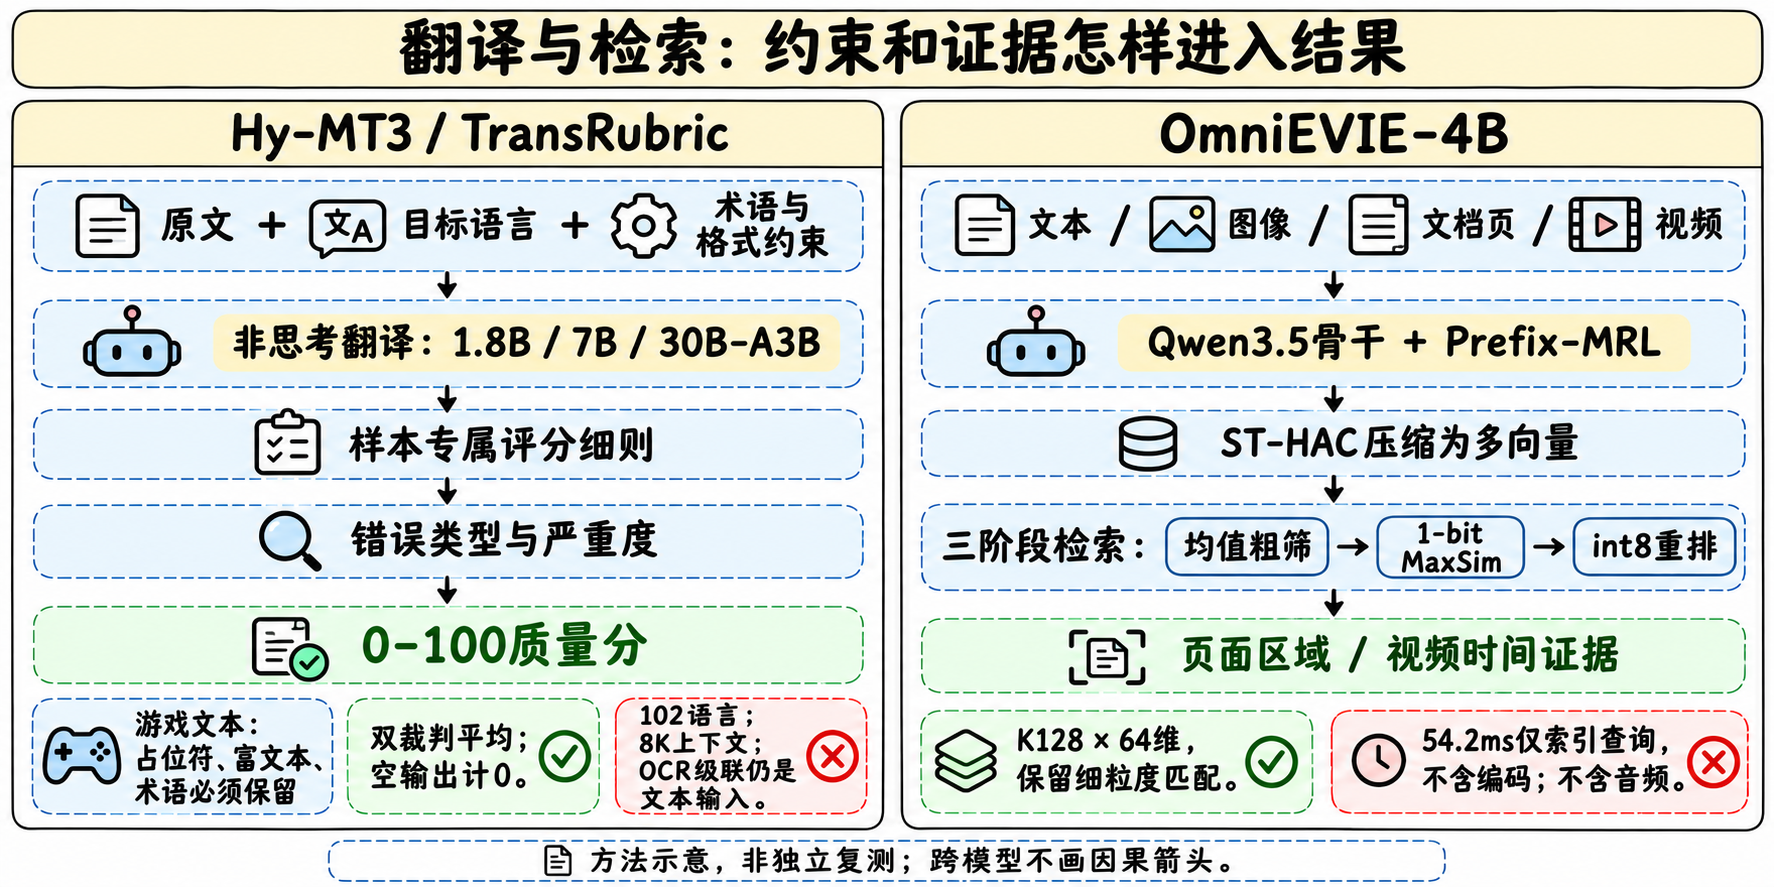 翻译与检索：约束和证据怎样进入结果
Hy-MT3 / TransRubric
原文 + 文A 目标语言 + 术语与
格式约束
非思考翻译：1.8B / 7B / 30B-A3B
样本专属评分细则
错误类型与严重度
0-100质量分
游戏文本：
占位符、富文本、
术语必须保留
双裁判平均；
空输出计0。
102语言；
8K上下文；
OCR级联仍是
文本输入。
OmniEVIE-4B
文本 / 图像 / 文档页 / 视频
Qwen3.5骨干 + Prefix-MRL
ST-HAC压缩为多向量
三阶段检索： 均值粗筛 → 1-bit
MaxSim → int8重排
页面区域 / 视频时间证据
K128 × 64维，
保留细粒度匹配。
54.2ms仅索引查询，
不含编码；不含音频。
方法示意，非独立复测；跨模型不画因果箭头。